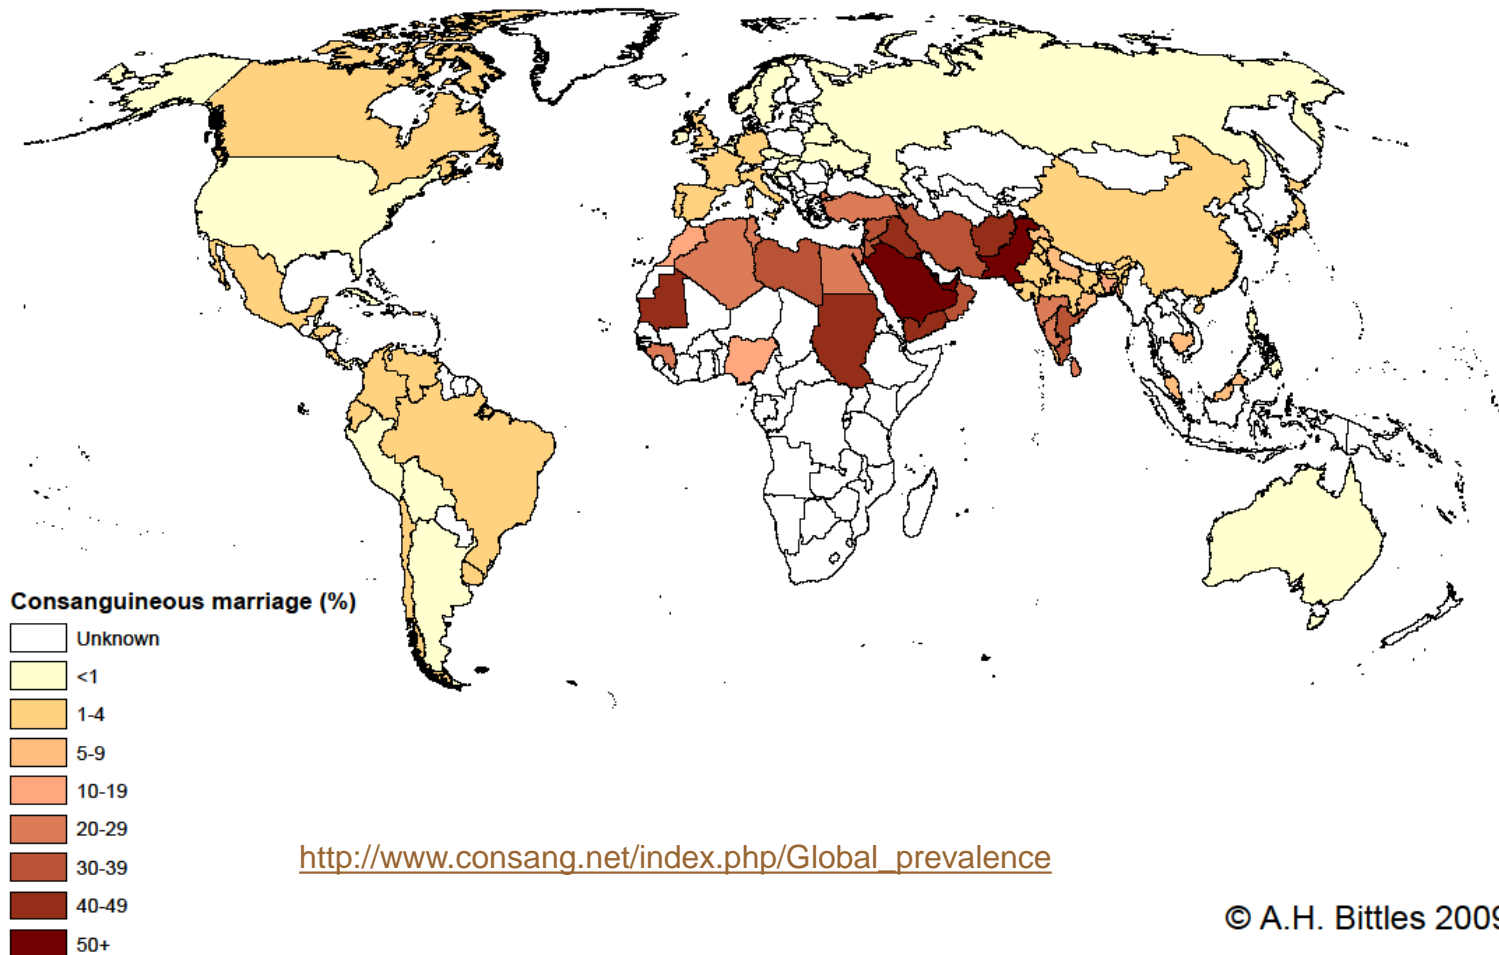 Consanguineous marriage (%)
Unknown
<1
1-4
5-9
10-19
20-29
30-39
40-49
50+
http://www.consang.net/index.php/Global_prevalence
© A.H. Bittles 2009